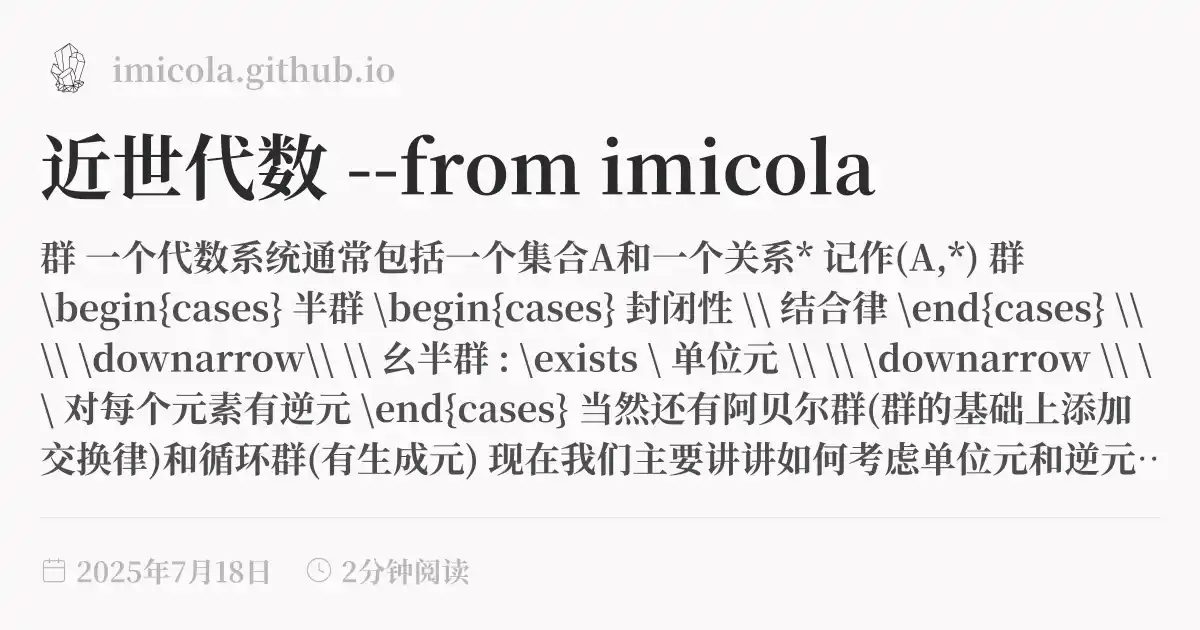 imicola.github.io
近世代数 --from imicola
群 一个代数系统通常包括一个集合A和一个关系* 记作(A,*) 群
\begin{cases} 半群 \begin{cases} 封闭性 \\ 结合律 \end{cases} \\
\\ \downarrow\\ \\ 幺半群 : \exists \ 单位元 \\ \\ \downarrow \\ \
\ 对每个元素有逆元 \end{cases} 当然还有阿贝尔群(群的基础上添加
交换律)和循环群(有生成元) 现在我们主要讲讲如何考虑单位元和逆元…
2025年7月18日
2分钟阅读